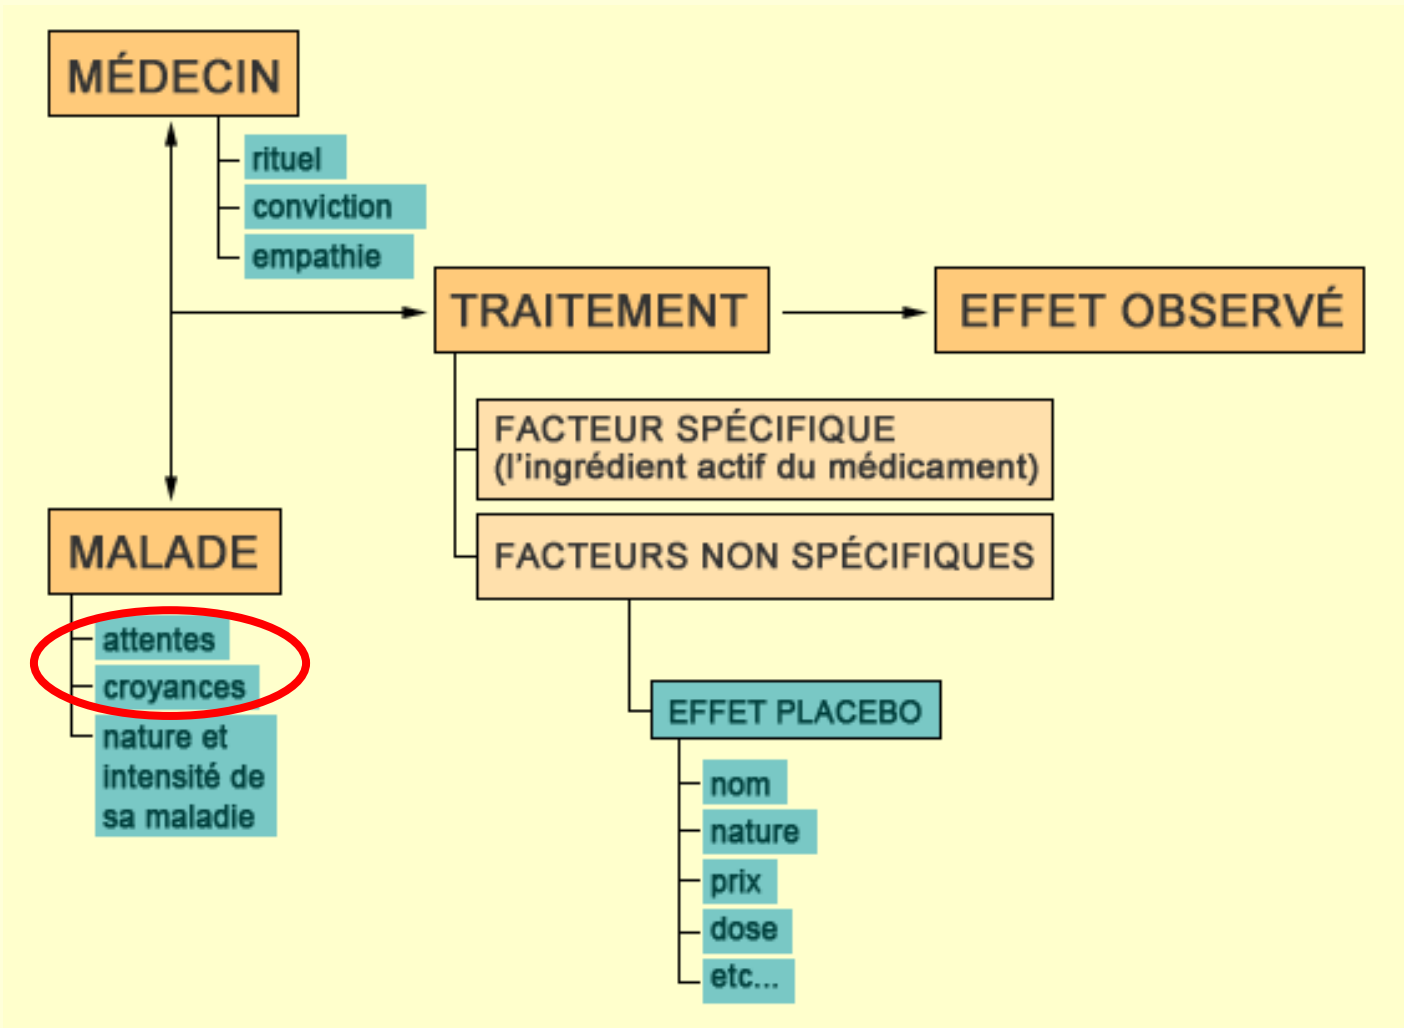 MÉDECIN
rituel
conviction
empathie
TRAITEMENT
EFFET OBSERVÉ
FACTEUR SPÉCIFIQUE
(l'ingrédient actif du médicament)
FACTEURS NON SPÉCIFIQUES
MALADE
attentes
croyances
nature et
intensité de
sa maladie
EFFET PLACEBO
nom
nature
prix
dose
etc...